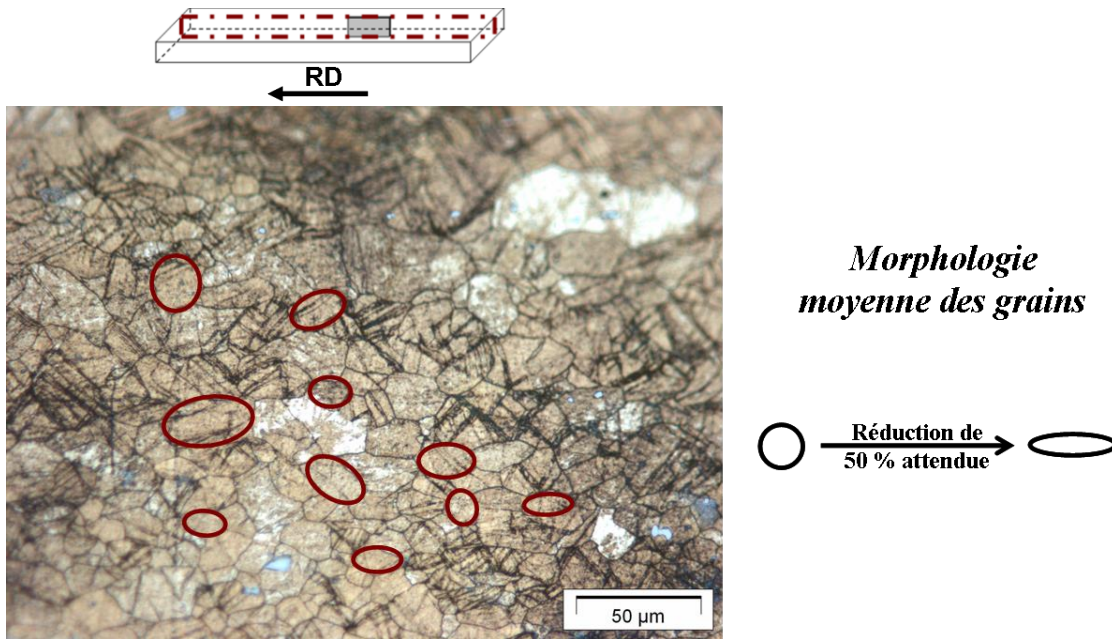 RD
Morphologie
moyenne des grains
Réduction de
50 % attendue
50 µm